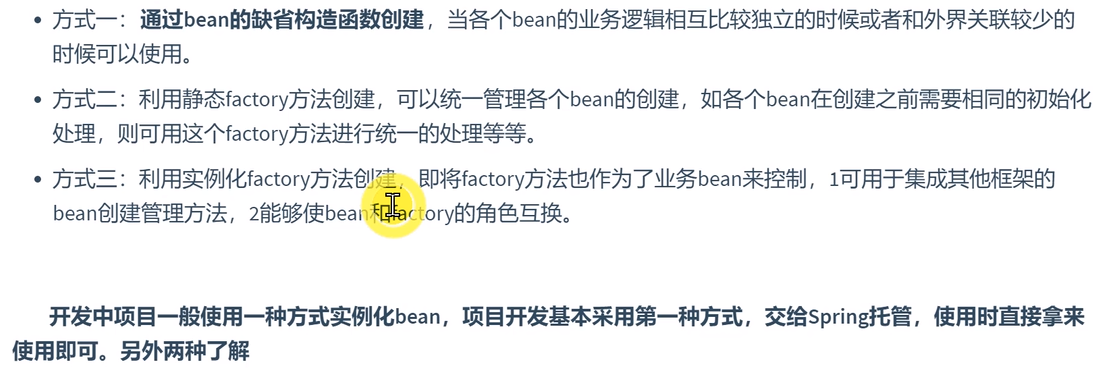 • 方式一：通过bean的缺省构造函数创建，当各个bean的业务逻辑相互比较独立的时候或者和外界关联较少的
时候可以使用。
• 方式二：利用静态factory方法创建，可以统一管理各个bean的创建，如各个bean在创建之前需要相同的初始化
处理，则可用这个factory方法进行统一的处理等等。
• 方式三：利用实例化factory方法创建，即将factory方法也作为了业务bean来控制，1可用于集成其他框架的
bean创建管理方法，2能够使bean和factory的角色互换。
开发中项目一般使用一种方式实例化bean，项目开发基本采用第一种方式，交给Spring托管，使用时直接拿来
使用即可。另外两种了解